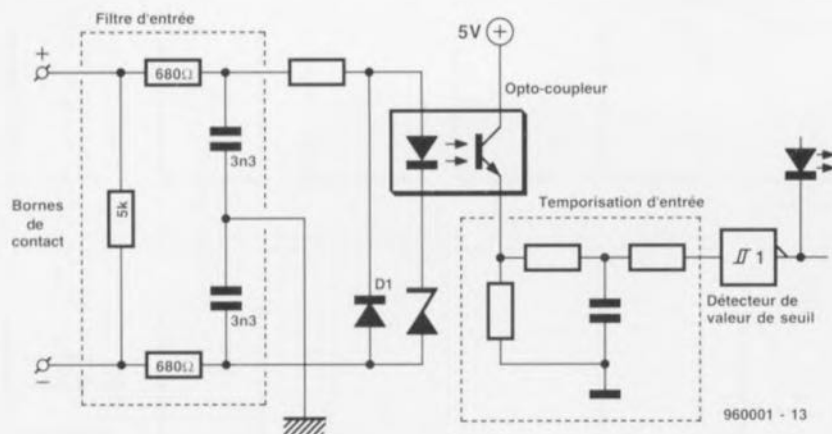 Filtre d'entrée
+
680Ω
3n3
5k
Bornes
de
contact
3n3
680Ω
−
D1
5V +
Opto-coupleur
Temporisation d'entrée
1
Détecteur de
valeur de seuil
960001 - 13